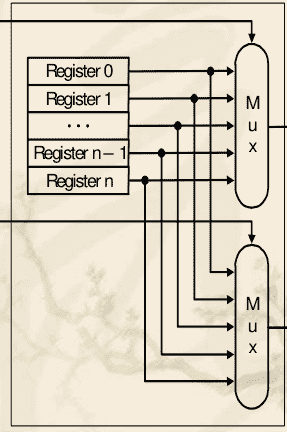 Register 0
Register 1
...
Register n – 1
Register n
M
u
x
M
u
x